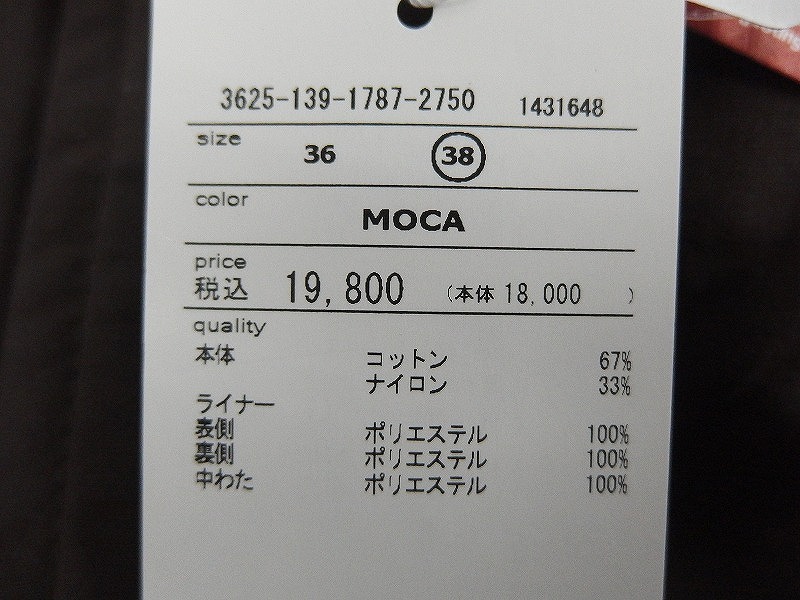 3625-139-1787-2750 1431648
size 36 38
color MOCA
price
税込 19,800 (本体 18,000 )
quality
本体 コットン 67%
ナイロン 33%
ライナー
表側 ポリエステル 100%
裏側 ポリエステル 100%
中わた ポリエステル 100%